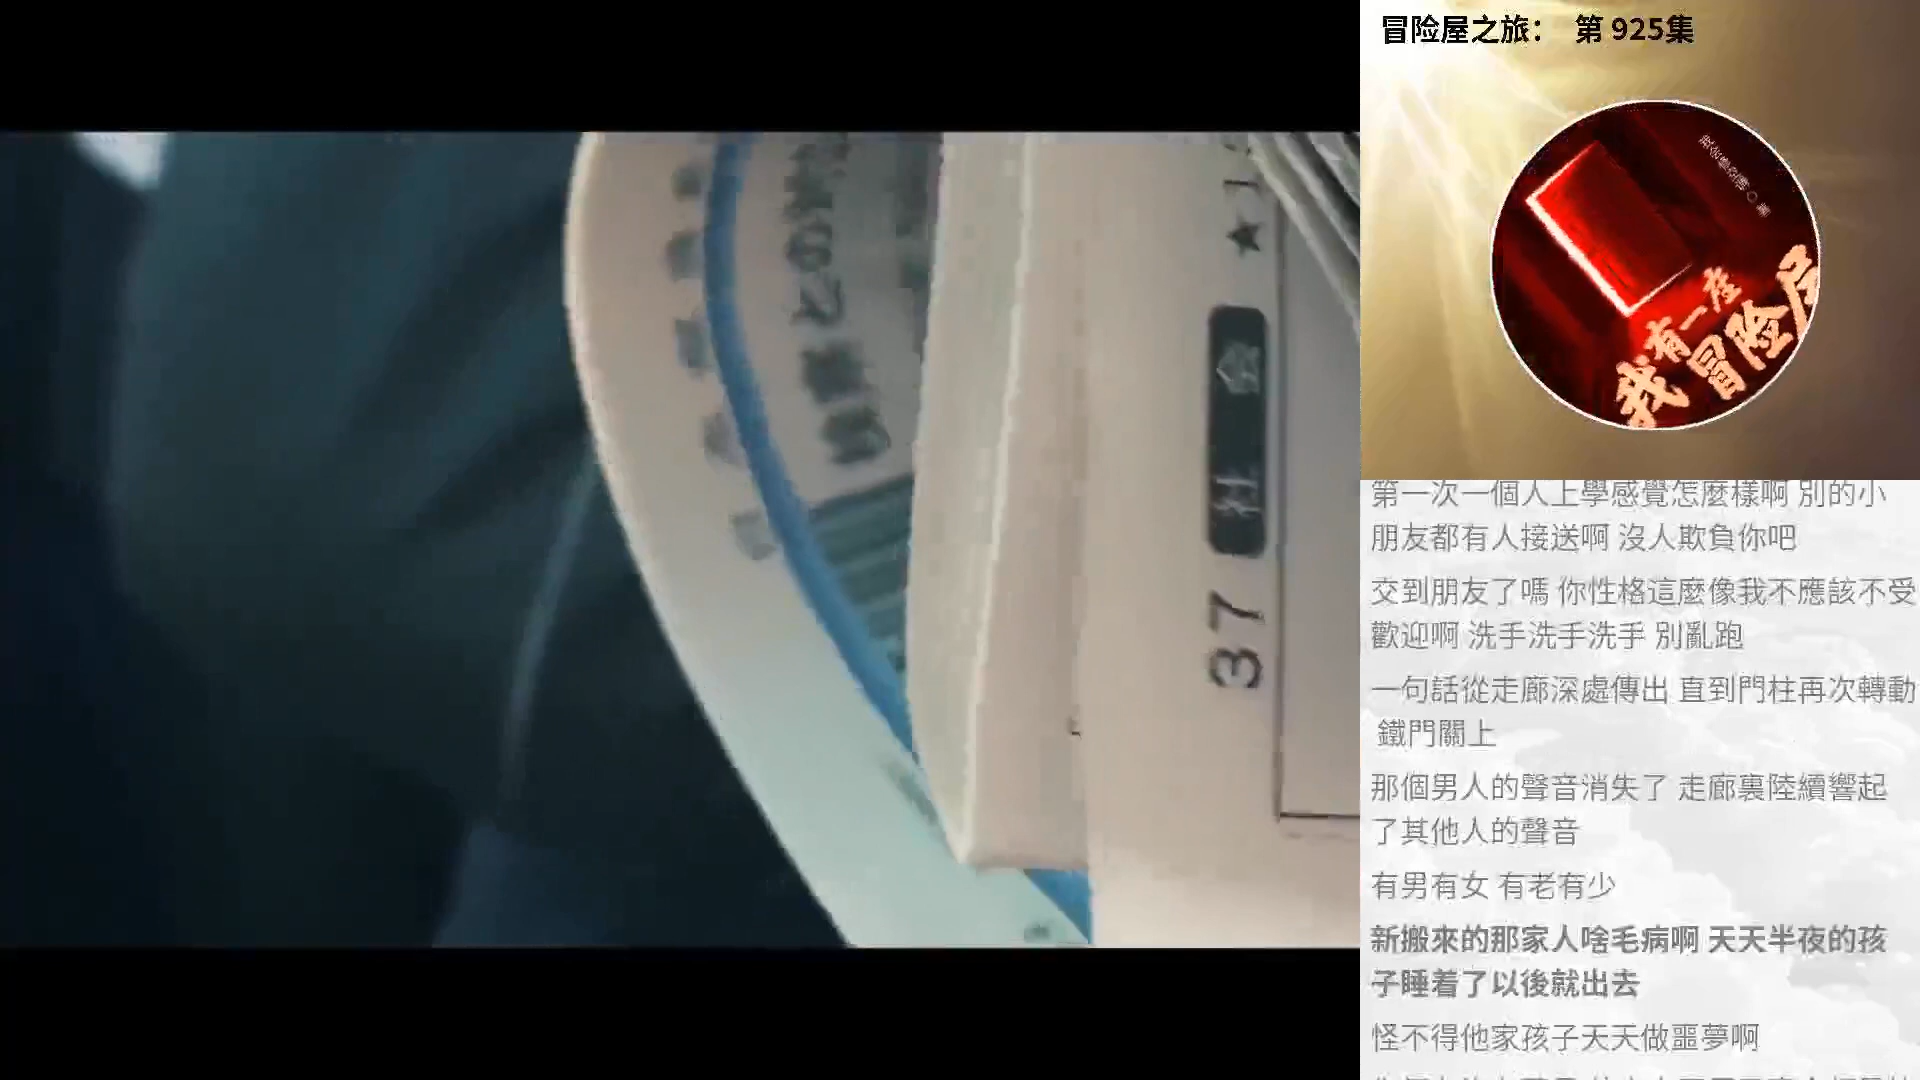 冒险屋之旅： 第 925集
我有一座
冒险屋
会社
37
★
第一次一個人上學感覺怎麼樣啊 別的小
朋友都有人接送啊 沒人欺負你吧
交到朋友了嗎 你性格這麼像我不應該不受
歡迎啊 洗手洗手洗手 別亂跑
一句話從走廊深處傳出 直到門柱再次轉動
鐵門關上
那個男人的聲音消失了 走廊裏陸續響起
了其他人的聲音
有男有女 有老有少
新搬來的那家人啥毛病啊 天天半夜的孩
子睡着了以後就出去
怪不得他家孩子天天做噩夢啊